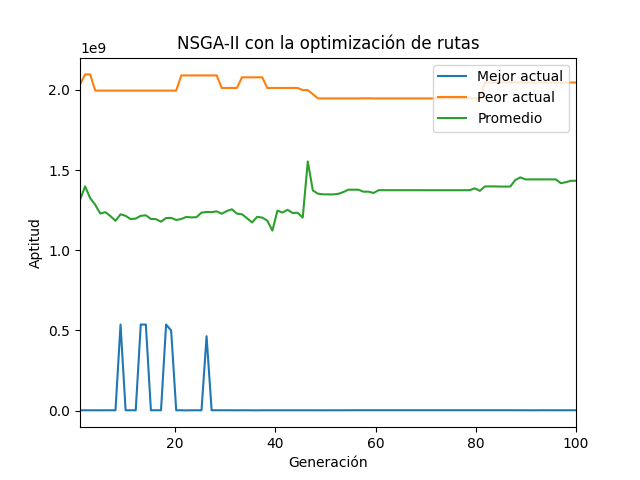 NSGA-II con la optimización de rutas
1e9
Mejor actual
Peor actual
Promedio
2.0
1.5
1.0
0.5
0.0
Aptitud
20
40
60
80
100
Generación